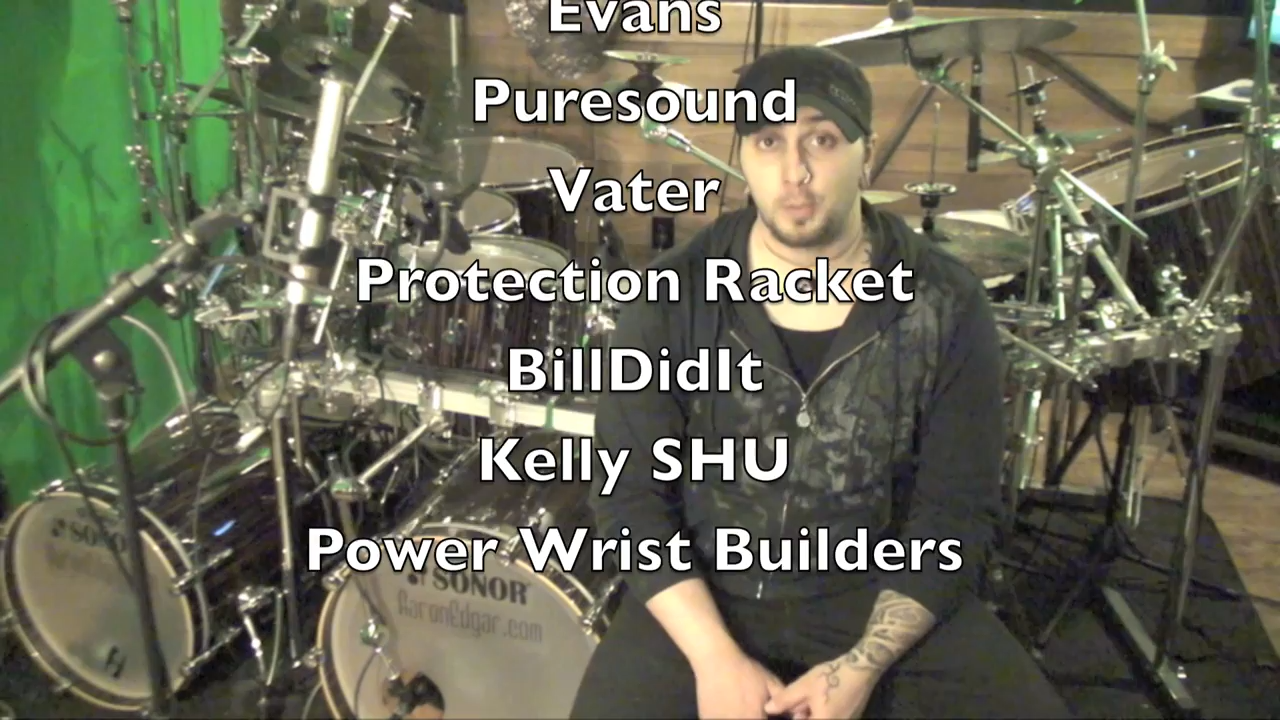 Evans
Puresound
Vater
Protection Racket
BillDidIt
Kelly SHU
Power Wrist Builders
SONOR
SONOR
AaronEdgar.com